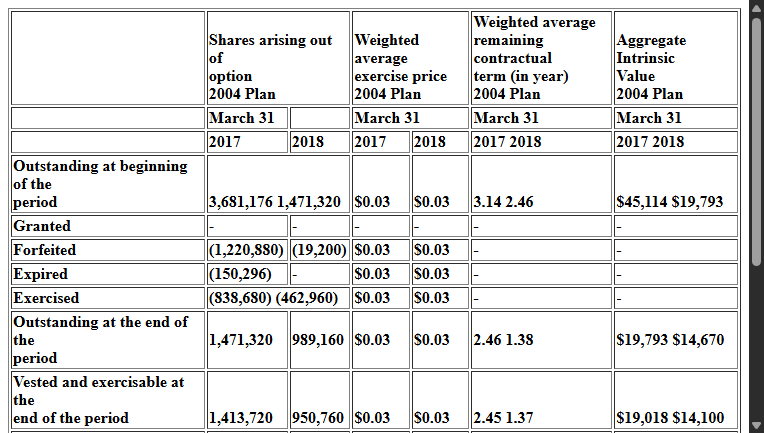 Shares arising out of option 2004 Plan Weighted average exercise price 2004 Plan Weighted average remaining contractual term (in year) 2004 Plan Aggregate Intrinsic Value 2004 Plan
March 31 March 31 March 31 March 31
2017 2018 2017 2018 2017 2018 2017 2018
Outstanding at beginning of the period 3,681,176 1,471,320 $0.03 $0.03 3.14 2.46 $45,114 $19,793
Granted - - - - - -
Forfeited (1,220,880) (19,200) $0.03 $0.03 - -
Expired (150,296) - $0.03 $0.03 - -
Exercised (838,680) (462,960) $0.03 $0.03 - -
Outstanding at the end of the period 1,471,320 989,160 $0.03 $0.03 2.46 1.38 $19,793 $14,670
Vested and exercisable at the end of the period 1,413,720 950,760 $0.03 $0.03 2.45 1.37 $19,018 $14,100